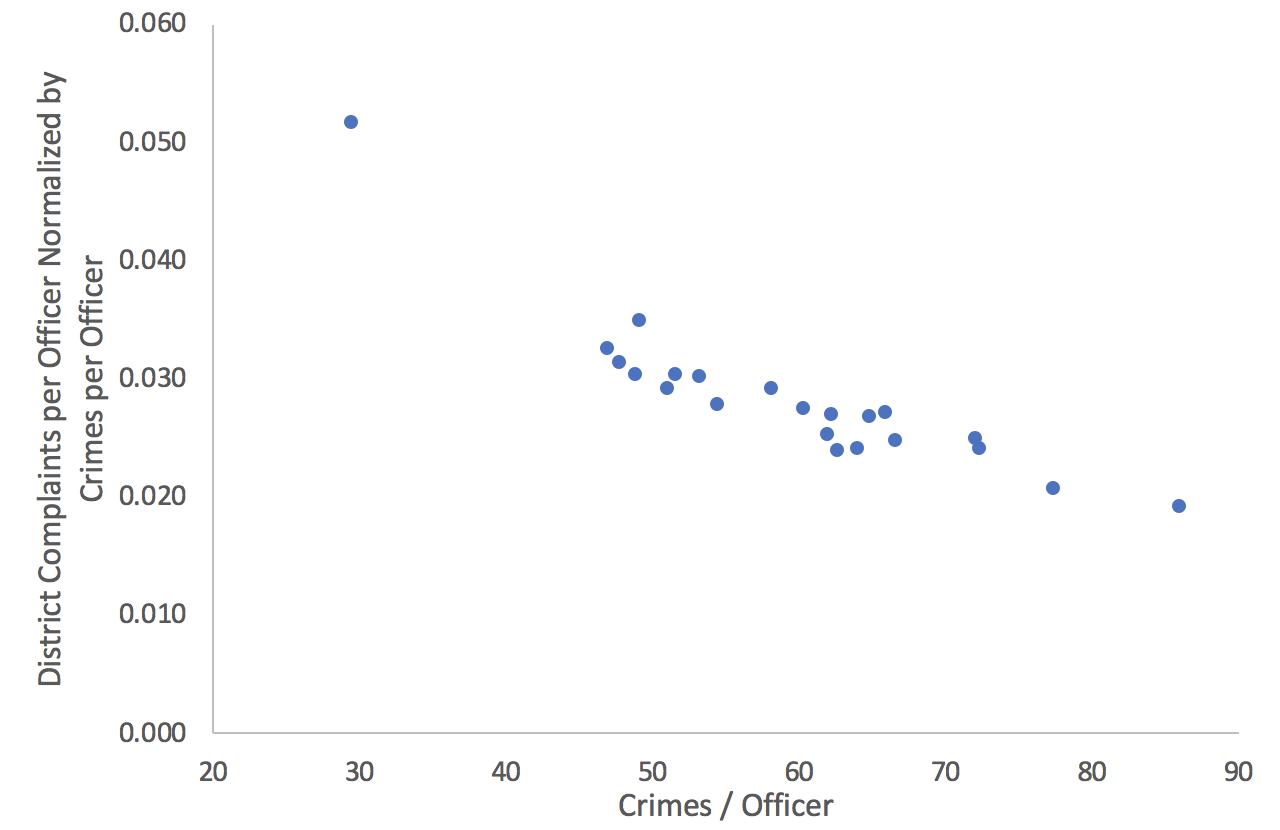 District Complaints per Officer Normalized by
Crimes per Officer
0.060
0.050
0.040
0.030
0.020
0.010
0.000
20 30 40 50 60 70 80 90
Crimes / Officer